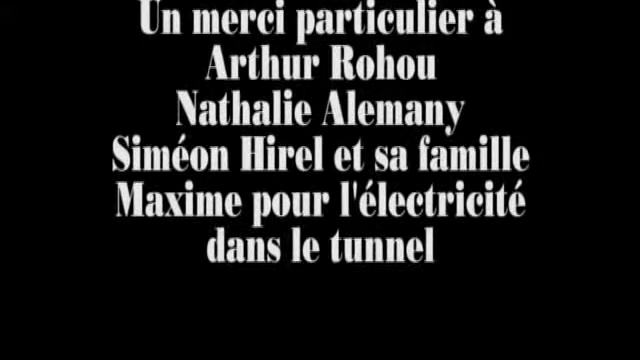 Un merci particulier à
Arthur Rohou
Nathalie Alemany
Siméon Hirel et sa famille
Maxime pour l'électricité
dans le tunnel